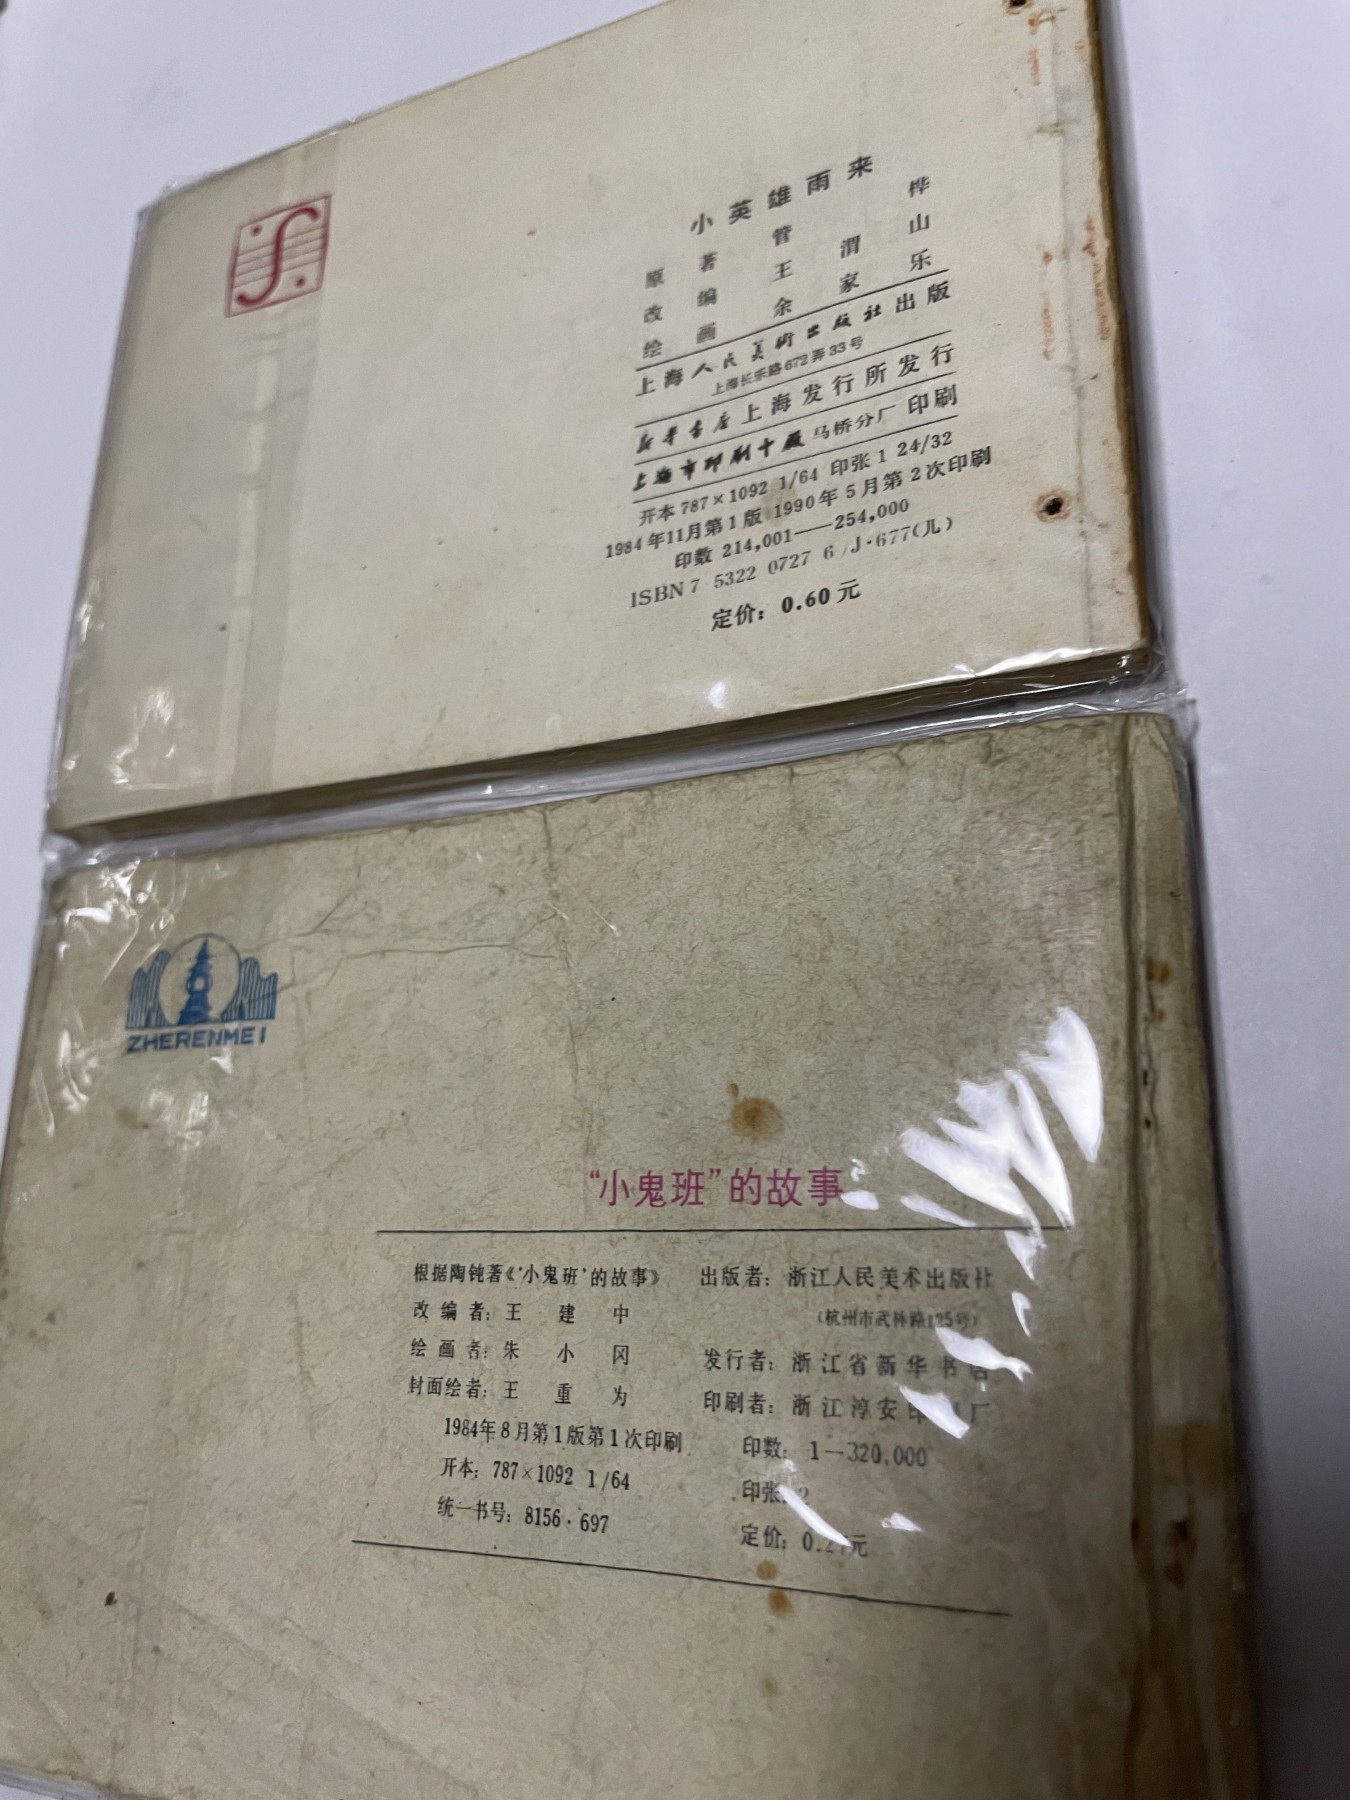 小英雄雨来
原著 管桦
改编 王渭山
绘画 余家乐
上海人民美术出版社出版
上海长乐路672弄33号
新华书店上海发行所发行
上海市印刷十厂马桥分厂印刷
开本 787×1092 1/64 印张 1 24/32
1984年11月第1版 1990年5月第2次印刷
印数 214,001—254,000
ISBN 7 5322 0727 6/J·677(儿)
定价：0.60元
ZHERENMEI
“小鬼班”的故事
根据陶钝著《‘小鬼班’的故事》
改编者：王建中
绘画者：朱小冈
封面绘者：王重为
1984年8月第1版第1次印刷
开本：787×1092 1/64
统一书号：8156·697
出版者：浙江人民美术出版社
（杭州市武林路125号）
发行者：浙江省新华书店
印刷者：浙江淳安印 厂
印数：1—320,000
印张：2
定价：